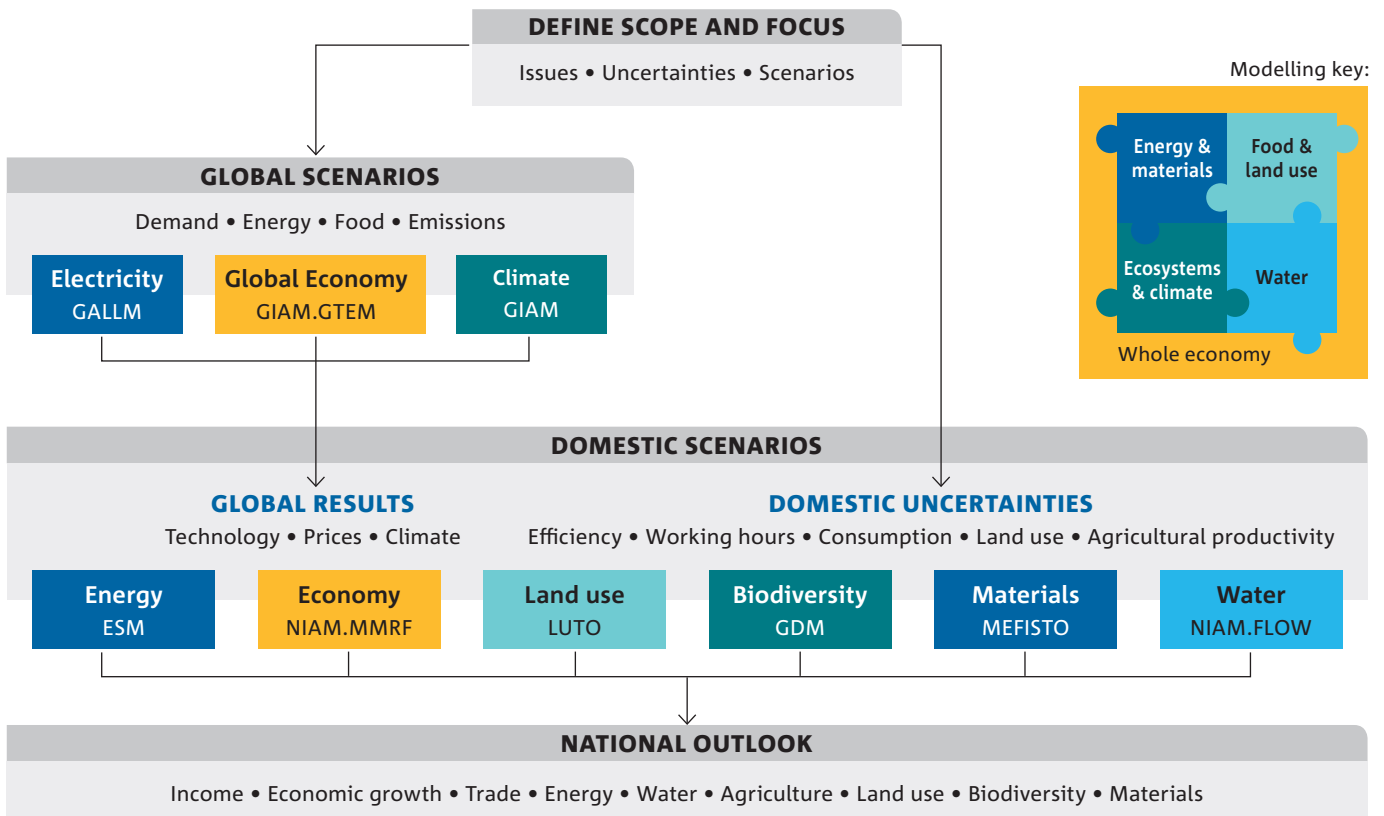 DEFINE SCOPE AND FOCUS
Issues • Uncertainties • Scenarios
Modelling key:
Energy &
materials
Food &
land use
Ecosystems
& climate
Water
Whole economy
GLOBAL SCENARIOS
Demand • Energy • Food • Emissions
Electricity
GALLM
Global Economy
GIAM.GTEM
Climate
GIAM
DOMESTIC SCENARIOS
GLOBAL RESULTS
Technology • Prices • Climate
DOMESTIC UNCERTAINTIES
Efficiency • Working hours • Consumption • Land use • Agricultural productivity
Energy
ESM
Economy
NIAM.MMRF
Land use
LUTO
Biodiversity
GDM
Materials
MEFISTO
Water
NIAM.FLOW
NATIONAL OUTLOOK
Income • Economic growth • Trade • Energy • Water • Agriculture • Land use • Biodiversity • Materials